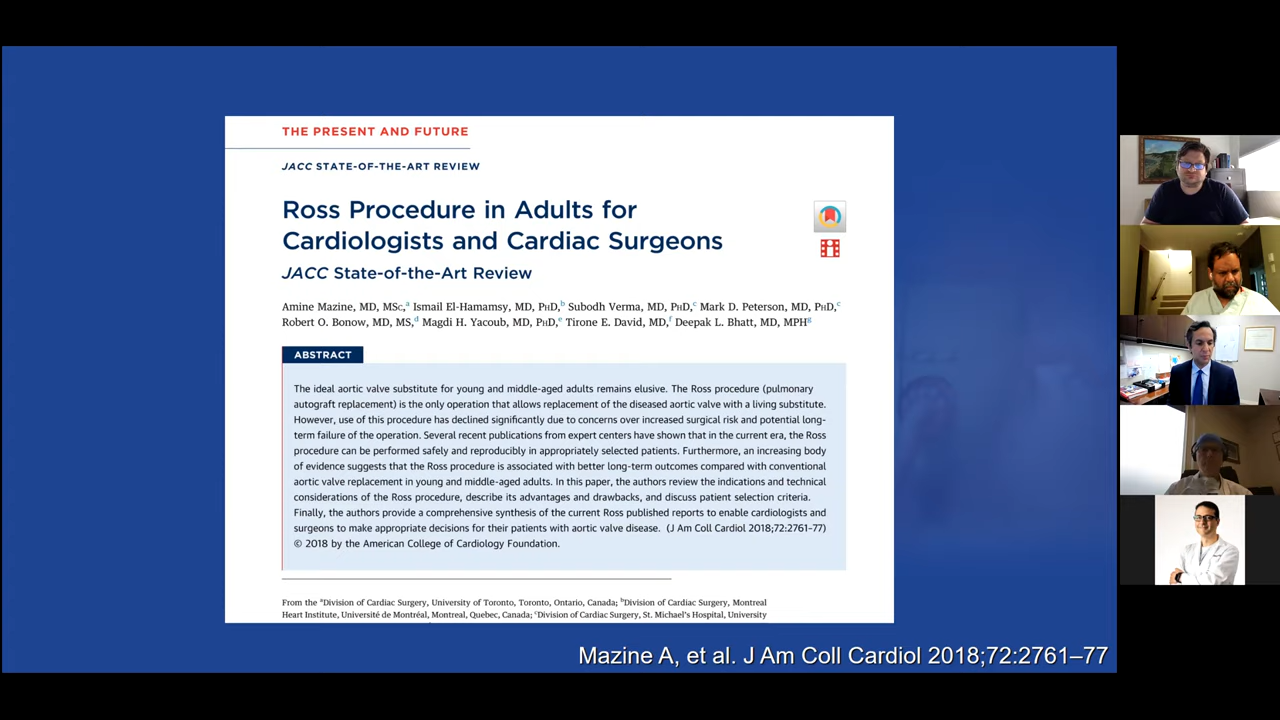 THE PRESENT AND FUTURE
JACC STATE-OF-THE-ART REVIEW
Ross Procedure in Adults for
Cardiologists and Cardiac Surgeons
JACC State-of-the-Art Review
Amine Mazine, MD, MSc,a Ismail El-Hamamsy, MD, PhD,b Subodh Verma, MD, PhD,c Mark D. Peterson, MD, PhD,c
Robert O. Bonow, MD, MS,d Magdi H. Yacoub, MD, PhD,e Tirone E. David, MD,f Deepak L. Bhatt, MD, MPHg
ABSTRACT
The ideal aortic valve substitute for young and middle-aged adults remains elusive. The Ross procedure (pulmonary
autograft replacement) is the only operation that allows replacement of the diseased aortic valve with a living substitute.
However, use of this procedure has declined significantly due to concerns over increased surgical risk and potential long-
term failure of the operation. Several recent publications from expert centers have shown that in the current era, the Ross
procedure can be performed safely and reproducibly in appropriately selected patients. Furthermore, an increasing body
of evidence suggests that the Ross procedure is associated with better long-term outcomes compared with conventional
aortic valve replacement in young and middle-aged adults. In this paper, the authors review the indications and technical
considerations of the Ross procedure, describe its advantages and drawbacks, and discuss patient selection criteria.
Finally, the authors provide a comprehensive synthesis of the current Ross published reports to enable cardiologists and
surgeons to make appropriate decisions for their patients with aortic valve disease. (J Am Coll Cardiol 2018;72:2761-77)
© 2018 by the American College of Cardiology Foundation.
From the aDivision of Cardiac Surgery, University of Toronto, Toronto, Ontario, Canada; bDivision of Cardiac Surgery, Montreal
Heart Institute, Université de Montréal, Montreal, Quebec, Canada; cDivision of Cardiac Surgery, St. Michael's Hospital, University
Mazine A, et al. J Am Coll Cardiol 2018;72:2761–77